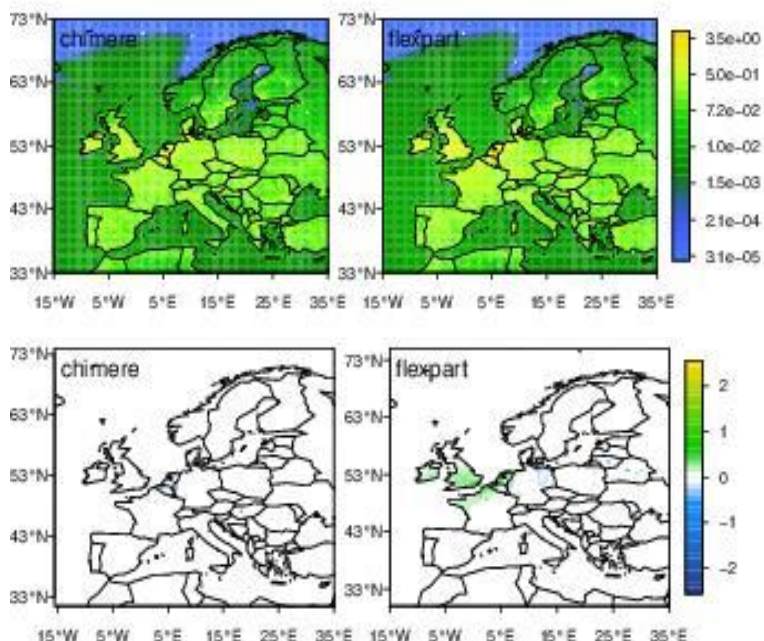 73°N chimere flexpart 3.5e+00
63°N 63°N 5.0e-01
7.2e-02
53°N 53°N 1.0e-02
1.5e-03
43°N 43°N 2.1e-04
33°N 33°N 3.1e-05
15°W 5°W 5°E 15°E 25°E 35°E 15°W 5°W 5°E 15°E 25°E 35°E
73°N chimere 73°N flexpart
2
63°N 63°N 1
53°N 53°N 0
43°N 43°N -1
33°N 33°N -2
15°W 5°W 5°E 15°E 25°E 35°E 15°W 5°W 5°E 15°E 25°E 35°E